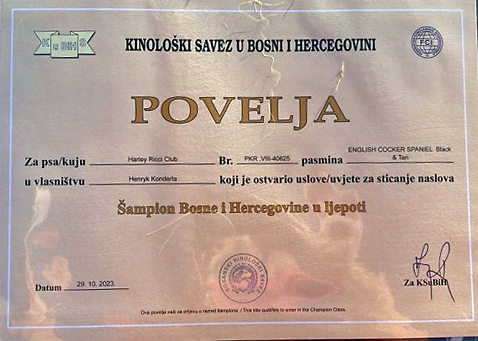 K u BIH S
KINOLOŠKI SAVEZ U BOSNI I HERCEGOVINI
FCI
POVELJA
Za psa/kuju Harley Ricci Club Br. PKR .VIII-40625 pasmina ENGLISH COCKER SPANIEL Black & Tan
u vlasništvu Henryk Konderla koji je ostvario uslove/uvjete za sticanje naslova
Šampion Bosne i Hercegovine u ljepoti
Datum 29. 10. 2023.
Za KSuBiH
Ova povelja važi za prijavu u razred šampiona. / This title qualifies to enter in the Champion Class.